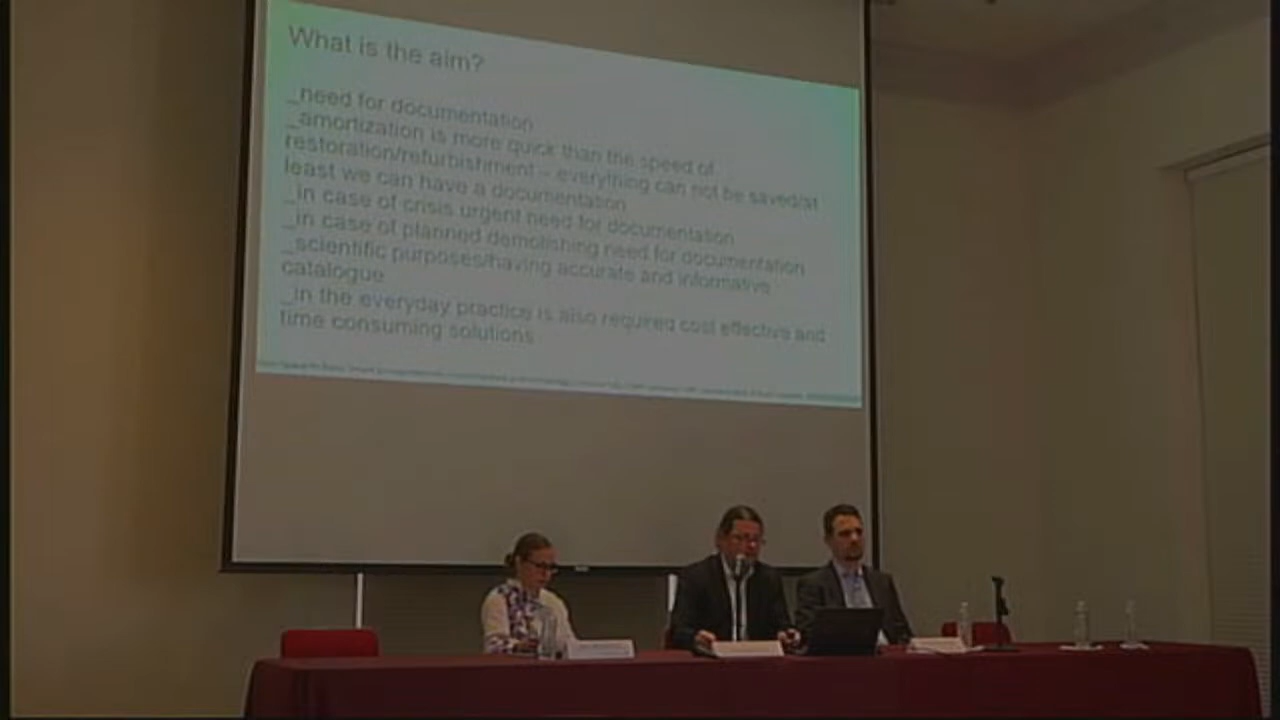 What is the aim?
_need for documentation
_amortization is more quick than the speed of
restoration/refurbishment – everything can not be saved/at
least we can have a documentation
_in case of crisis urgent need for documentation
_in case of planned demolishing need for documentation
_scientific purposes/having accurate and informative
catalogue
_in the everyday practice is also required cost effective and
time consuming solutions